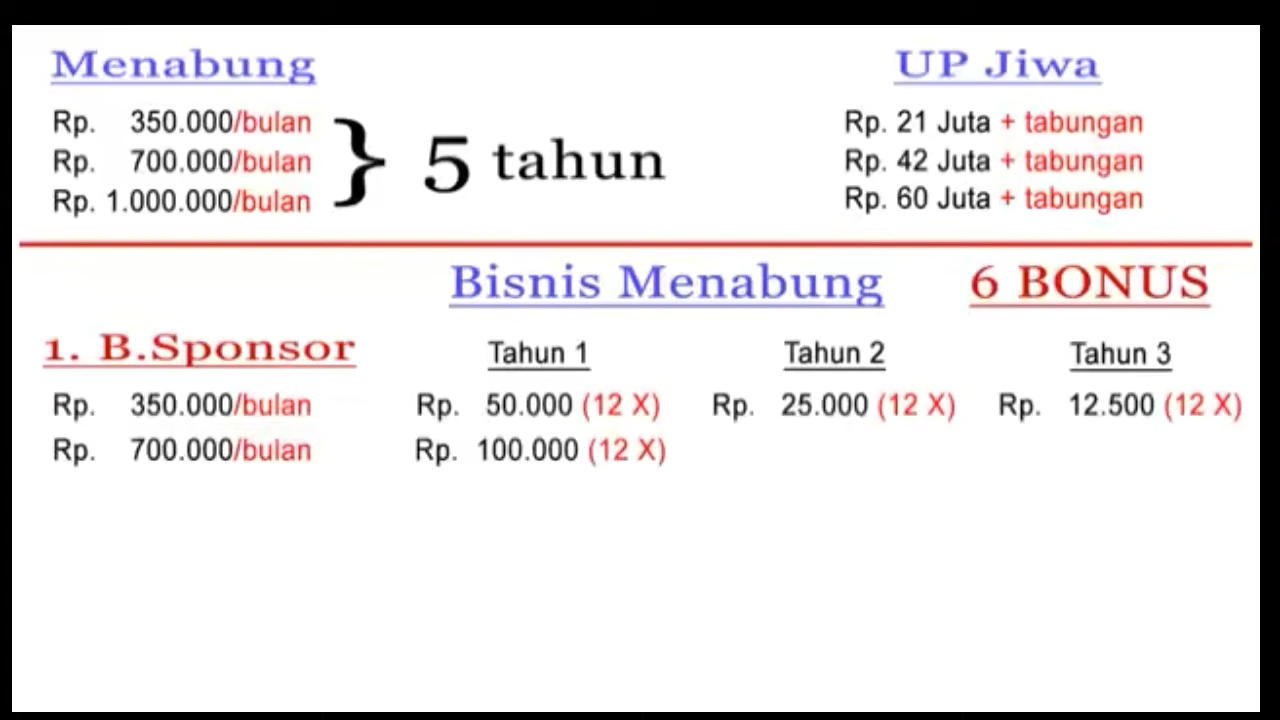 Menabung UP Jiwa
Rp. 350.000/bulan Rp. 21 Juta + tabungan
Rp. 700.000/bulan } 5 tahun Rp. 42 Juta + tabungan
Rp. 1.000.000/bulan Rp. 60 Juta + tabungan
Bisnis Menabung 6 BONUS
1. B.Sponsor Tahun 1 Tahun 2 Tahun 3
Rp. 350.000/bulan Rp. 50.000 (12 X) Rp. 25.000 (12 X) Rp. 12.500 (12 X)
Rp. 700.000/bulan Rp. 100.000 (12 X)